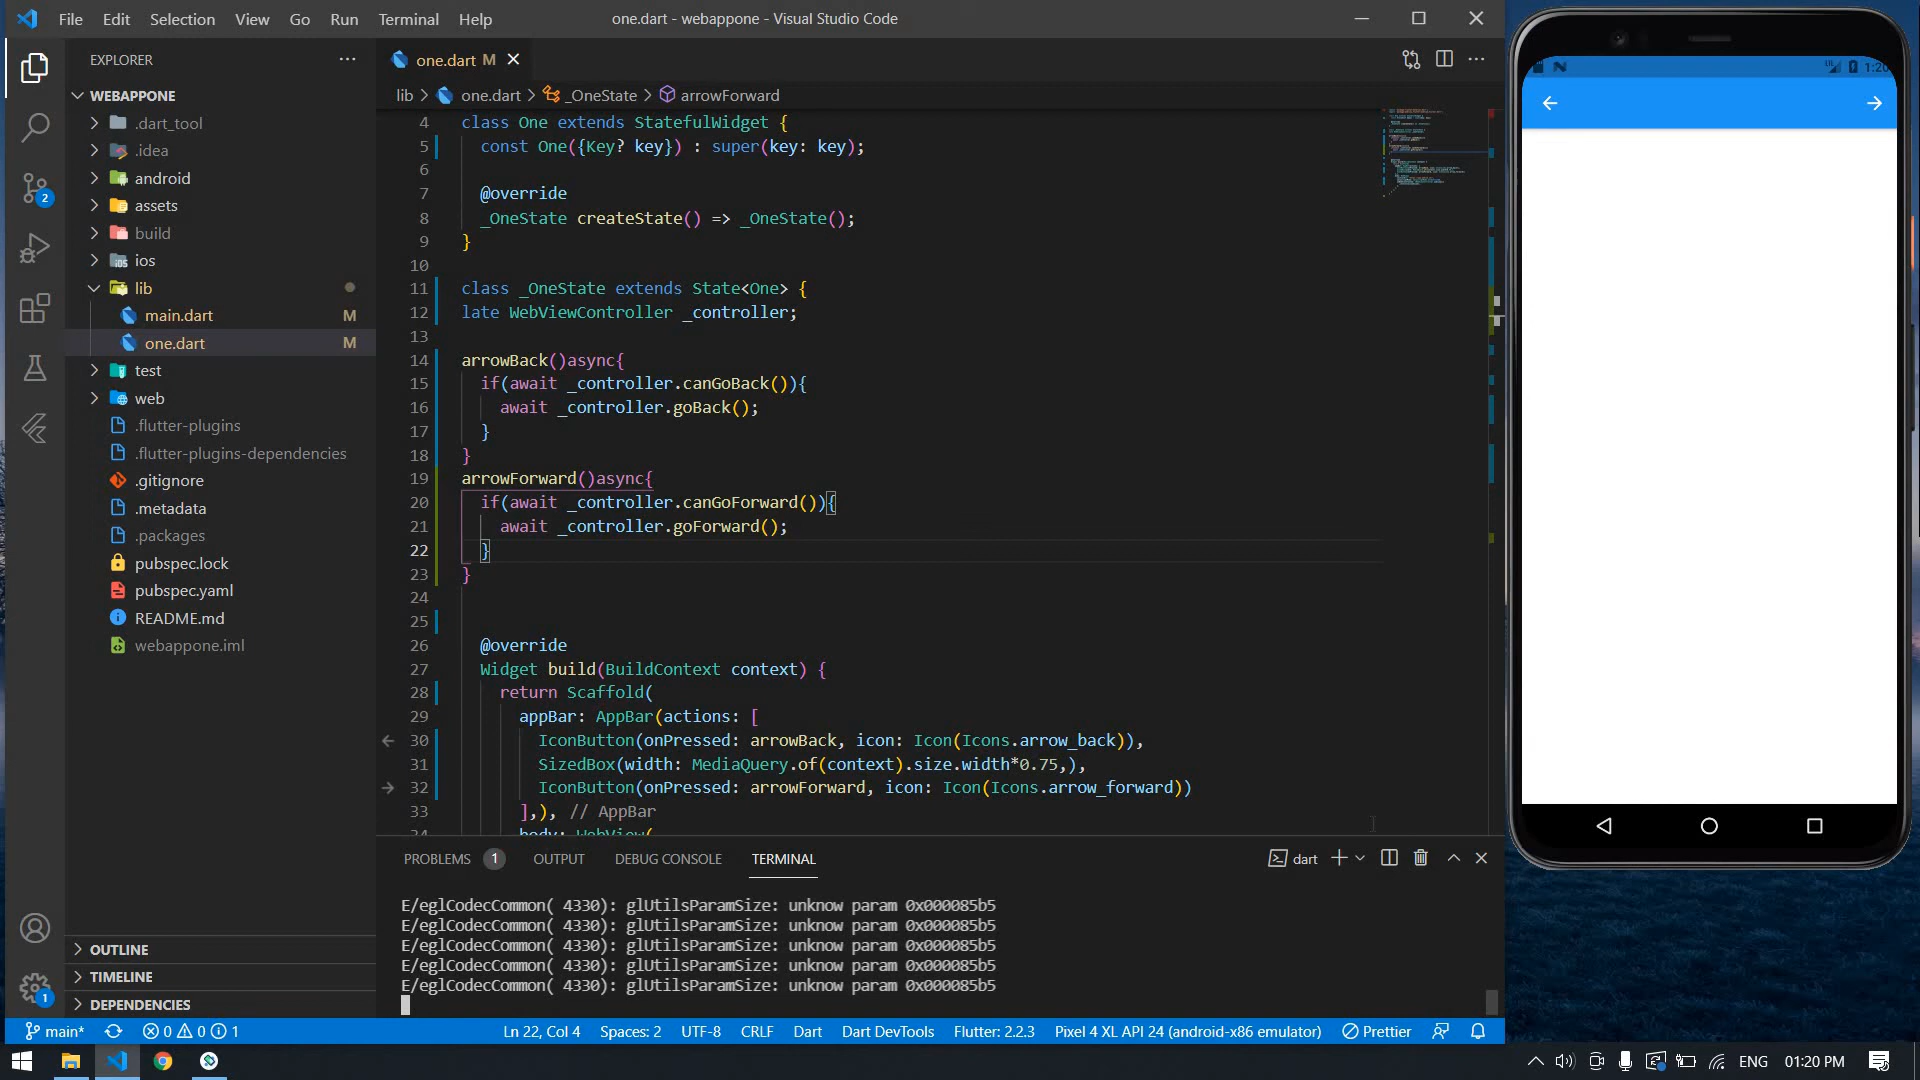 File Edit Selection View Go Run Terminal Help
one.dart - webappone - Visual Studio Code
EXPLORER
WEBAPPONE
.dart_tool
.idea
android
assets
build
ios
lib
main.dart M
one.dart M
test
web
.flutter-plugins
.flutter-plugins-dependencies
.gitignore
.metadata
.packages
pubspec.lock
pubspec.yaml
README.md
webappone.iml
OUTLINE
TIMELINE
DEPENDENCIES
2
1
one.dart M
lib > one.dart > _OneState > arrowForward
4 class One extends StatefulWidget {
5 const One({Key? key}) : super(key: key);
6
7 @override
8 _OneState createState() => _OneState();
9 }
10
11 class _OneState extends State<One> {
12 late WebViewController _controller;
13
14 arrowBack()async{
15 if(await _controller.canGoBack()){
16 await _controller.goBack();
17 }
18 }
19 arrowForward()async{
20 if(await _controller.canGoForward()){
21 await _controller.goForward();
22 }
23 }
24
25
26 @override
27 Widget build(BuildContext context) {
28 return Scaffold(
29 appBar: AppBar(actions: [
30 IconButton(onPressed: arrowBack, icon: Icon(Icons.arrow_back)),
31 SizedBox(width: MediaQuery.of(context).size.width*0.75,),
32 IconButton(onPressed: arrowForward, icon: Icon(Icons.arrow_forward))
33 ],), // AppBar
34 body: WebView(
PROBLEMS 1 OUTPUT DEBUG CONSOLE TERMINAL
dart
E/eglCodecCommon( 4330): glUtilsParamSize: unknow param 0x000085b5
E/eglCodecCommon( 4330): glUtilsParamSize: unknow param 0x000085b5
E/eglCodecCommon( 4330): glUtilsParamSize: unknow param 0x000085b5
E/eglCodecCommon( 4330): glUtilsParamSize: unknow param 0x000085b5
E/eglCodecCommon( 4330): glUtilsParamSize: unknow param 0x000085b5
main* 0 0 1
Ln 22, Col 4 Spaces: 2 UTF-8 CRLF Dart Dart DevTools Flutter: 2.2.3 Pixel 4 XL API 24 (android-x86 emulator) Prettier
1:20
ENG 01:20 PM